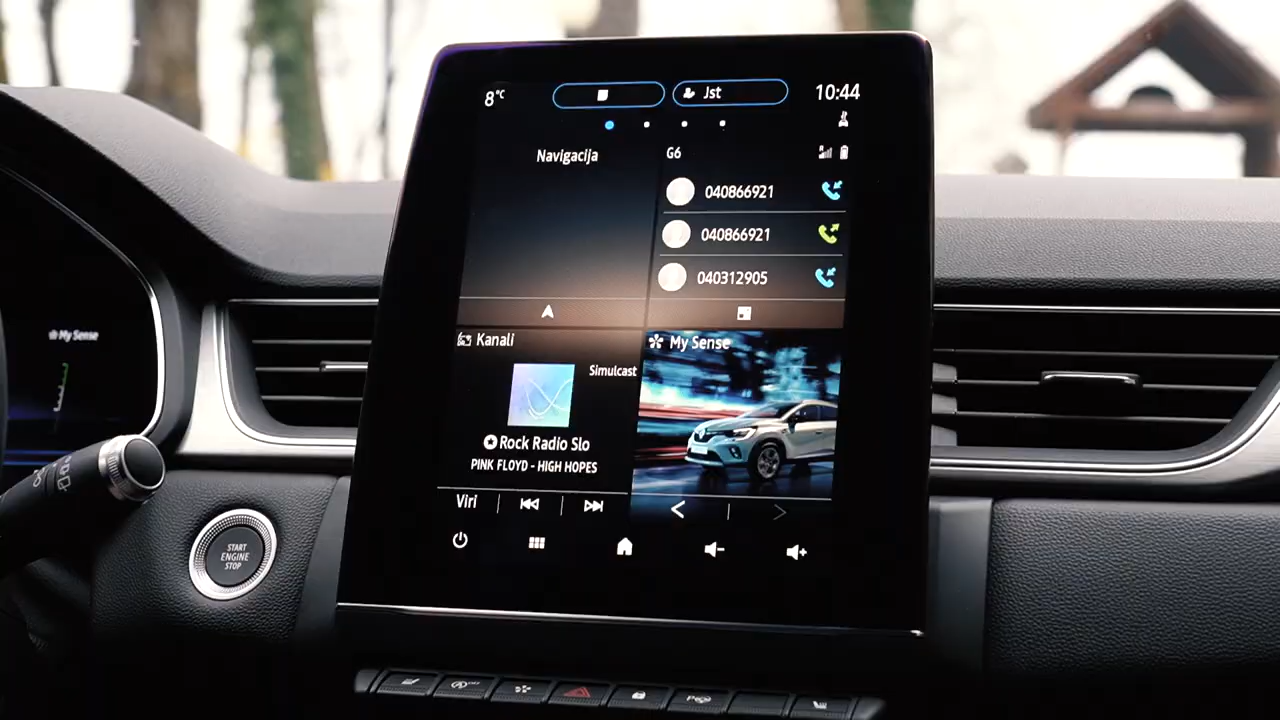 8°C
Jst
10:44
Navigacija
G6
040866921
040866921
040312905
Kanali
My Sense
Simulcast
Rock Radio Slo
PINK FLOYD - HIGH HOPES
Viri
My Sense
START
ENGINE
STOP